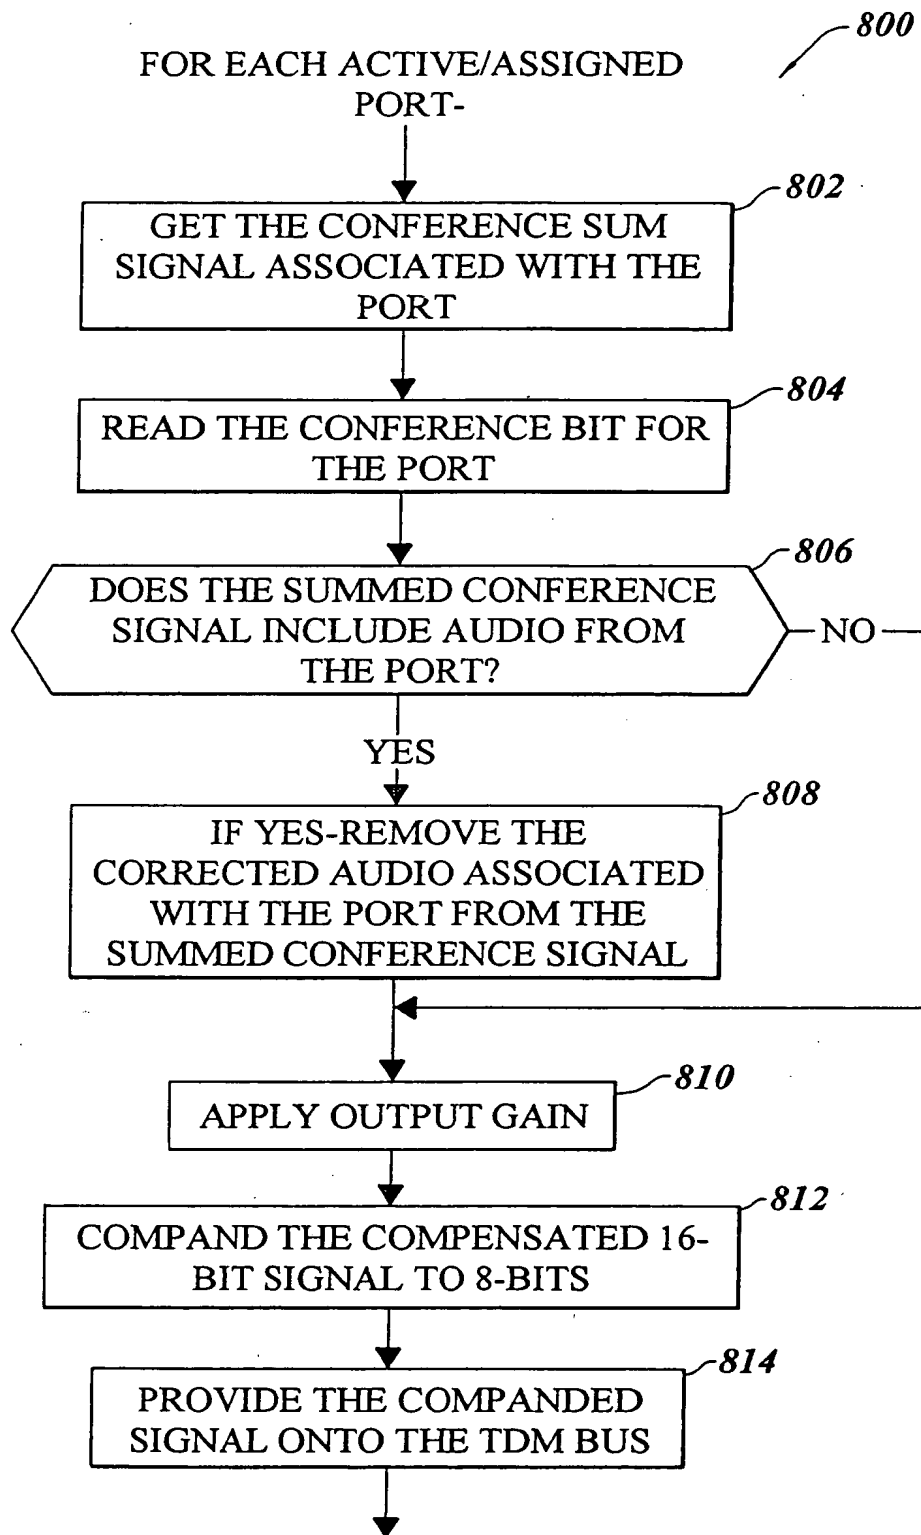 800
FOR EACH ACTIVE/ASSIGNED
PORT-
802
GET THE CONFERENCE SUM
SIGNAL ASSOCIATED WITH THE
PORT
804
READ THE CONFERENCE BIT FOR
THE PORT
806
DOES THE SUMMED CONFERENCE
SIGNAL INCLUDE AUDIO FROM
THE PORT?
NO
YES
808
IF YES-REMOVE THE
CORRECTED AUDIO ASSOCIATED
WITH THE PORT FROM THE
SUMMED CONFERENCE SIGNAL
810
APPLY OUTPUT GAIN
812
COMPAND THE COMPENSATED 16-
BIT SIGNAL TO 8-BITS
814
PROVIDE THE COMPANDED
SIGNAL ONTO THE TDM BUS